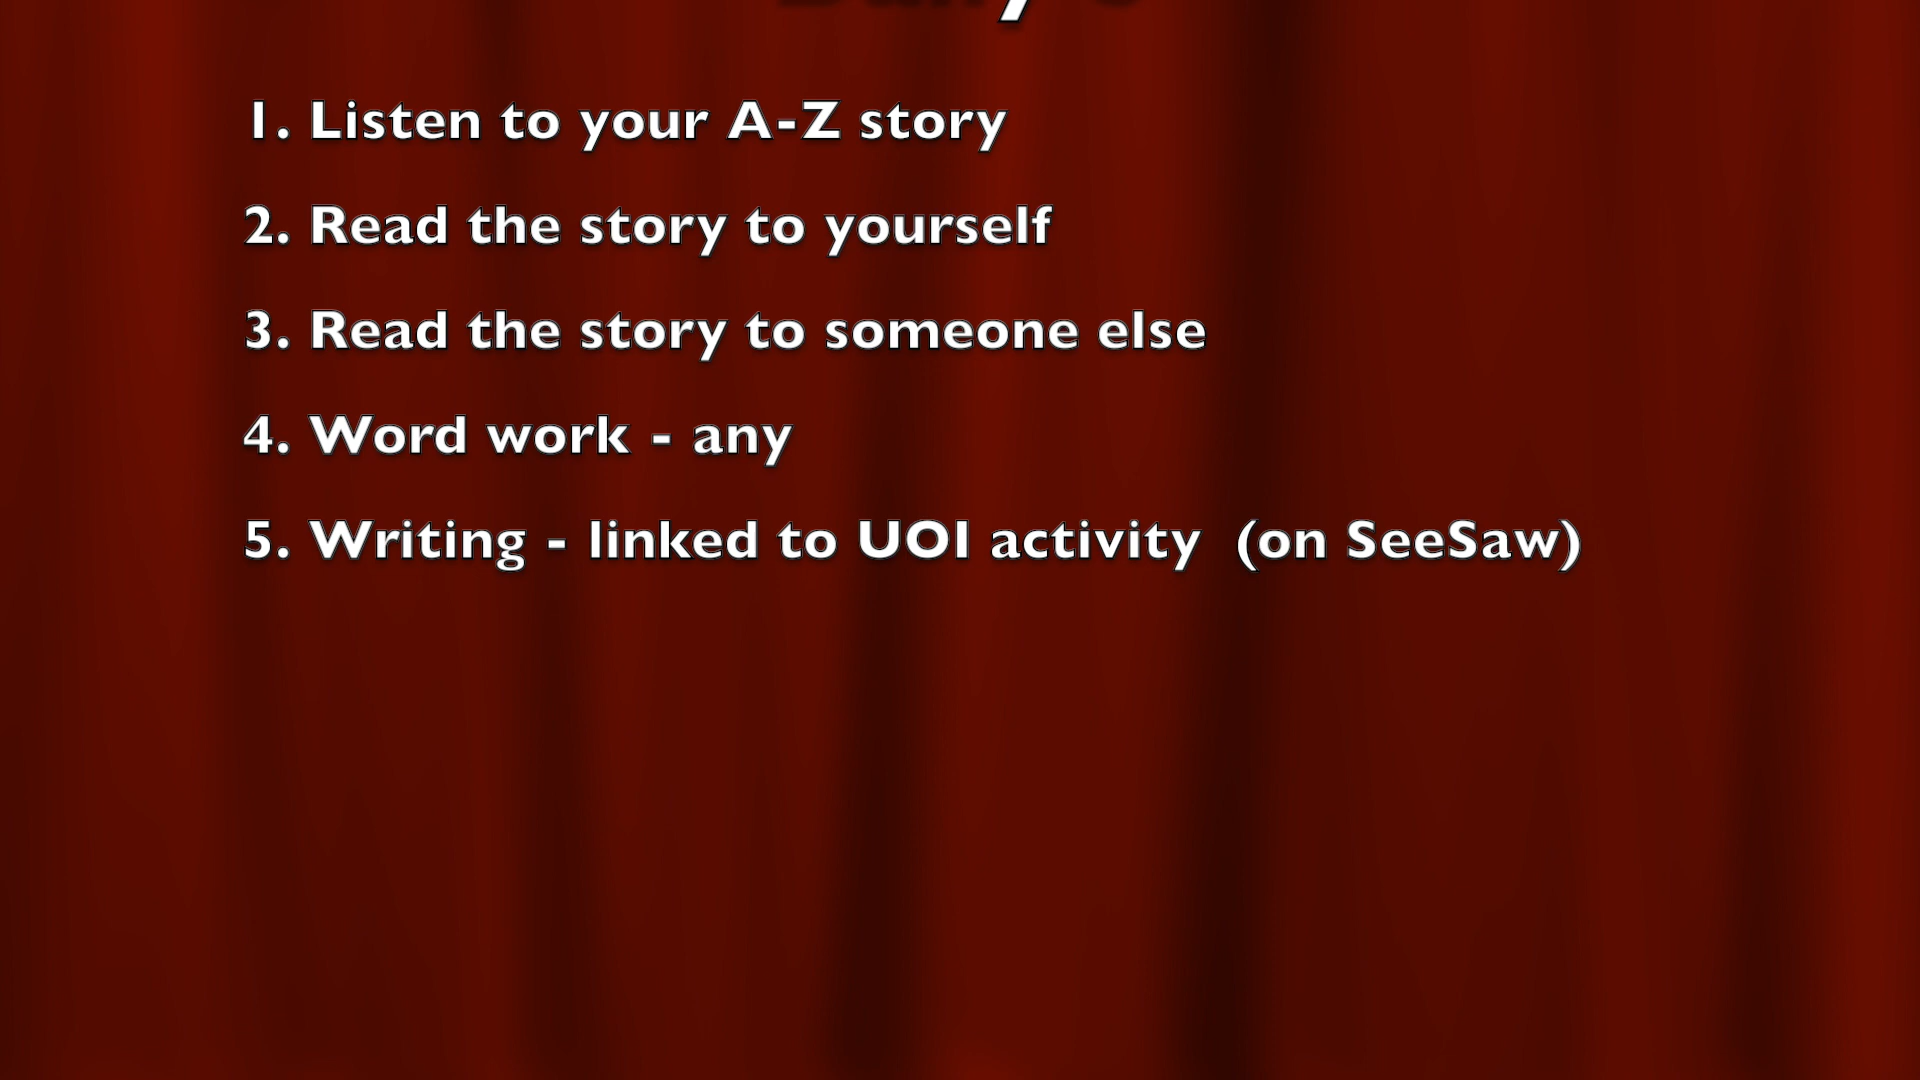 1. Listen to your A-Z story
2. Read the story to yourself
3. Read the story to someone else
4. Word work - any
5. Writing - linked to UOI activity (on SeeSaw)